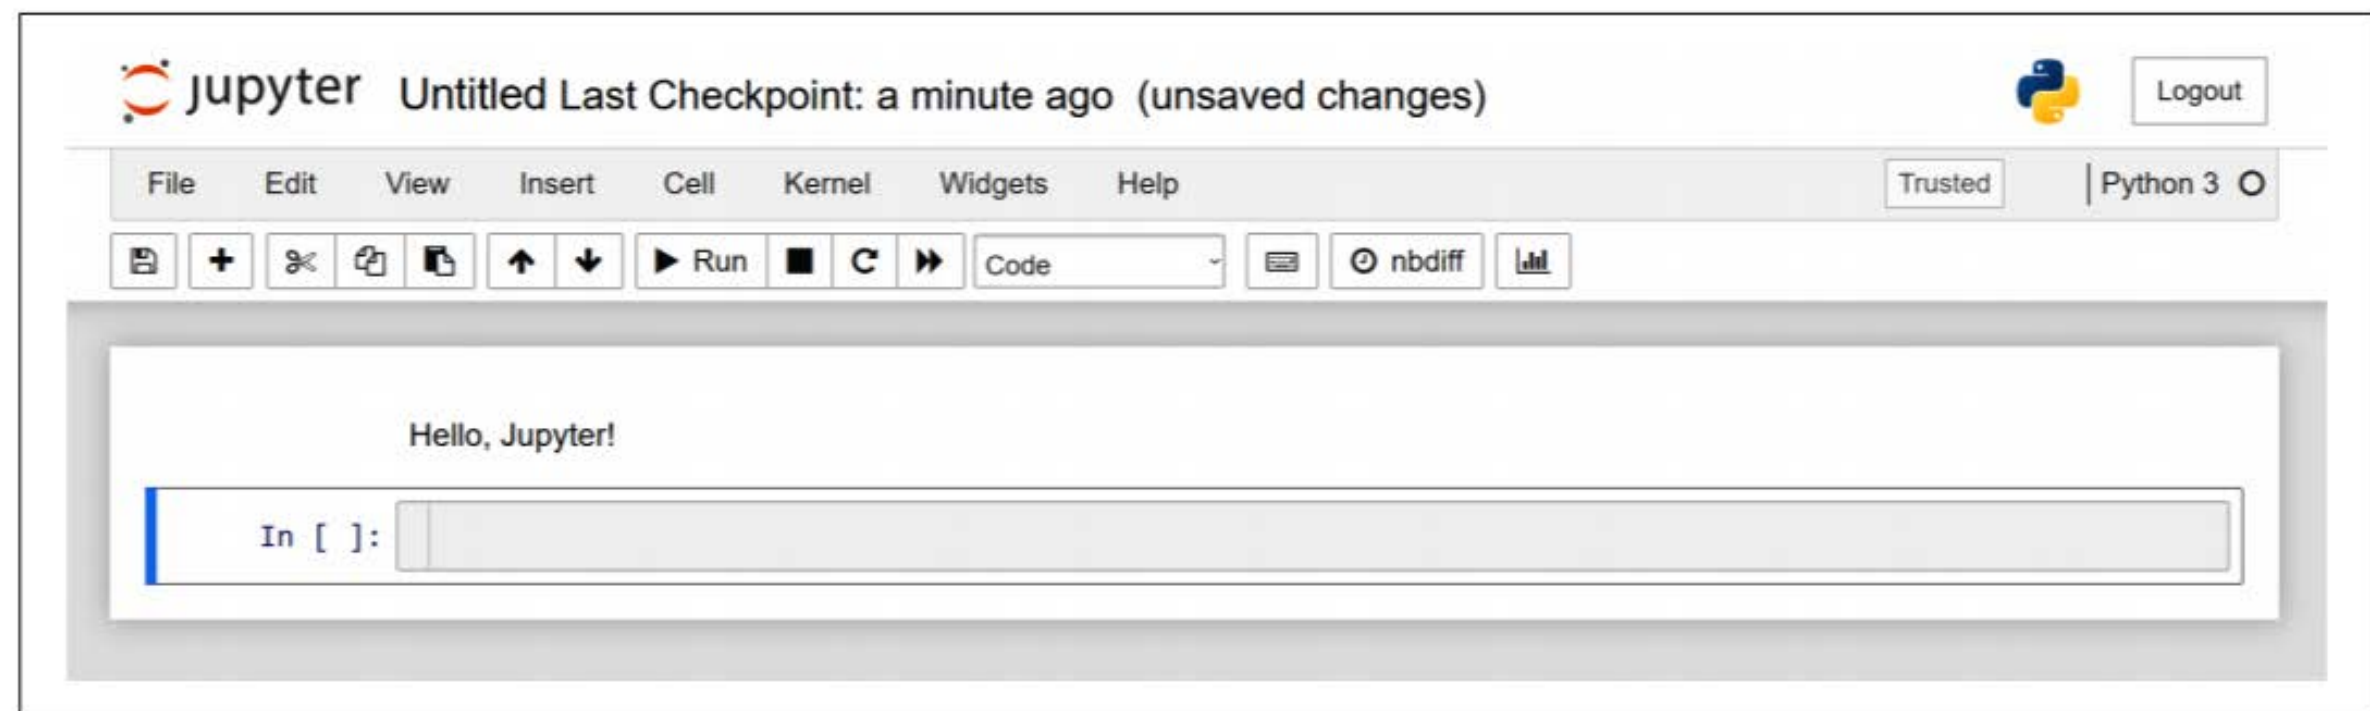 jupyter Untitled Last Checkpoint: a minute ago (unsaved changes) Logout
File Edit View Insert Cell Kernel Widgets Help Trusted Python 3
Run Code nbdiff
Hello, Jupyter!
In [ ]: